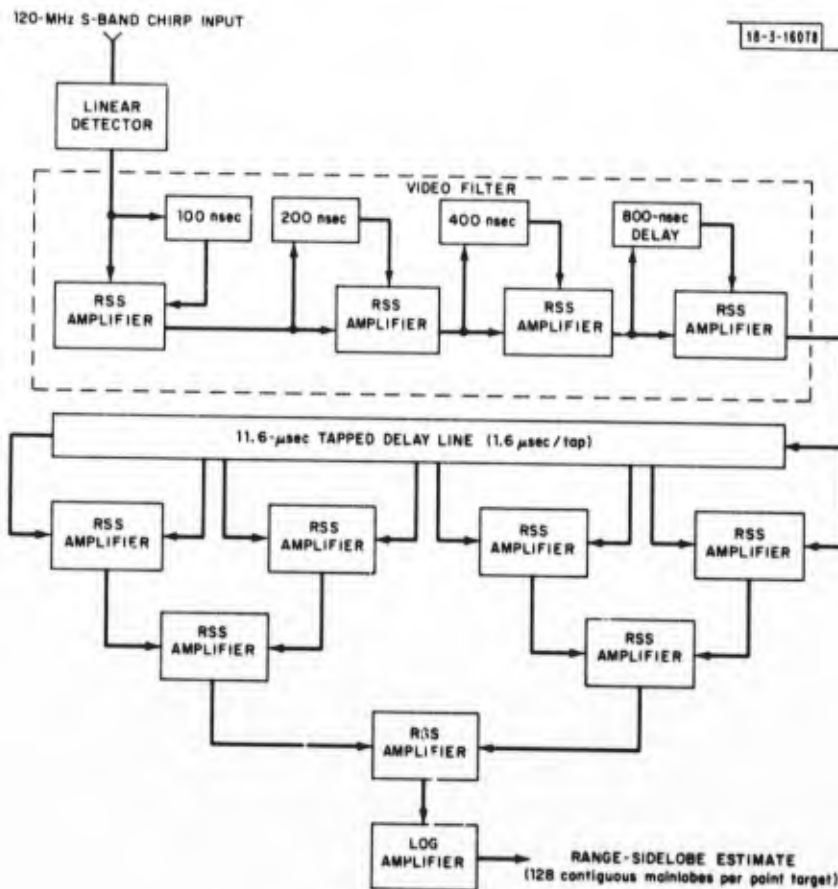 120-MHz S-BAND CHIRP INPUT
18-3-16078
LINEAR
DETECTOR
VIDEO FILTER
100 nsec
200 nsec
400 nsec
800-nsec
DELAY
RSS
AMPLIFIER
RSS
AMPLIFIER
RSS
AMPLIFIER
RSS
AMPLIFIER
11.6-μsec TAPPED DELAY LINE (1.6 μsec/tap)
RSS
AMPLIFIER
RSS
AMPLIFIER
RSS
AMPLIFIER
RSS
AMPLIFIER
RSS
AMPLIFIER
RSS
AMPLIFIER
RSS
AMPLIFIER
LOG
AMPLIFIER
RANGE-SIDELOBE ESTIMATE
(128 contiguous mainlobes per point target)